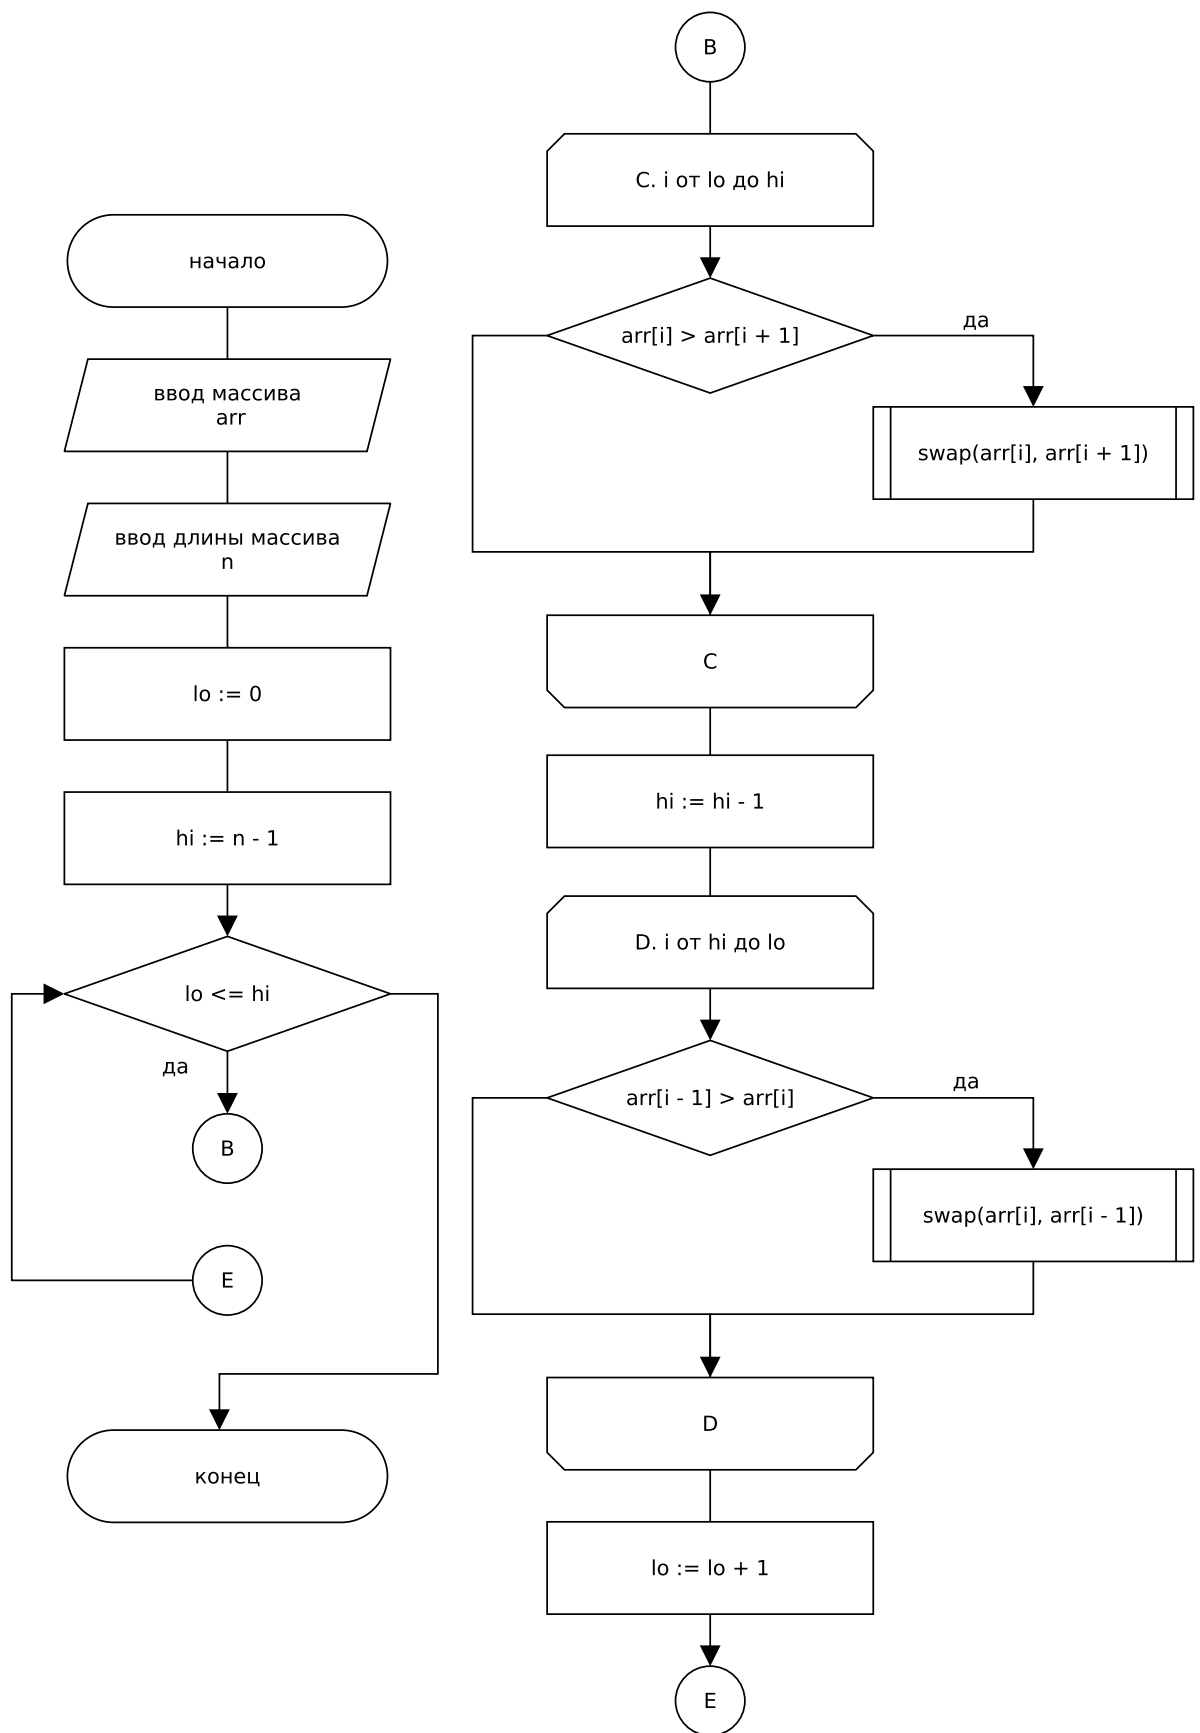 начало
ввод массива
arr
ввод длины массива
n
lo := 0
hi := n - 1
lo <= hi
да
B
E
конец
B
C. i от lo до hi
arr[i] > arr[i + 1]
да
swap(arr[i], arr[i + 1])
C
hi := hi - 1
D. i от hi до lo
arr[i - 1] > arr[i]
да
swap(arr[i], arr[i - 1])
D
lo := lo + 1
E